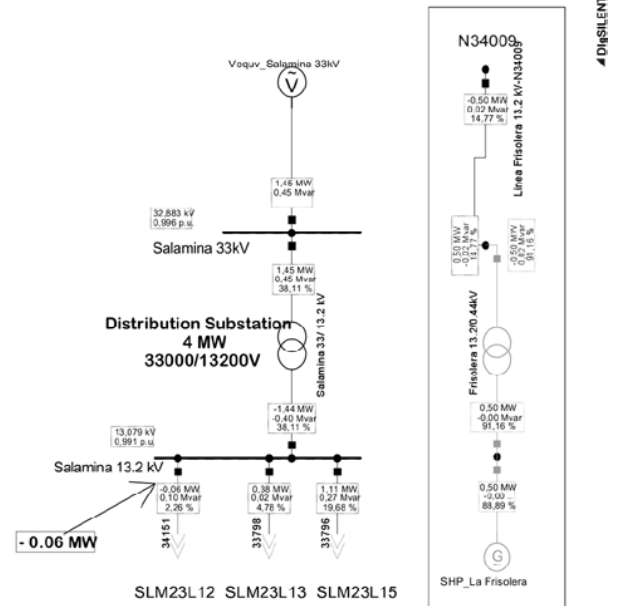 DIgSILENT
N34009
Vequv_Salamina 33kV
-0,50 MW
0,02 Mvar
14,77 %
Linea Frisolera 13.2 kV-N34009
1,45 MW
0,45 Mvar
32,883 kV
0,996 p.u.
Salamina 33kV
0,50 MW
-0,02 Mvar
14,77 %
-0,50 MW
0,02 Mvar
91,16 %
1,45 MW
0,45 Mvar
38,11 %
Salamina 33/ 13.2 kV
Distribution Substation
4 MW
33000/13200V
Frisolera 13.2/0.44kV
-1,44 MW
-0,40 Mvar
38,11 %
0,50 MW
-0,00 Mvar
91,16 %
13,079 kV
0,991 p.u.
Salamina 13.2 kV
-0,06 MW
0,10 Mvar
2,26 %
0,38 MW
0,02 Mvar
4,78 %
1,11 MW
0,27 Mvar
19,68 %
0,50 MW
-0,00 ...
88,89 %
- 0.06 MW
34151
33798
33796
G
SHP_La Frisolera
SLM23L12 SLM23L13 SLM23L15